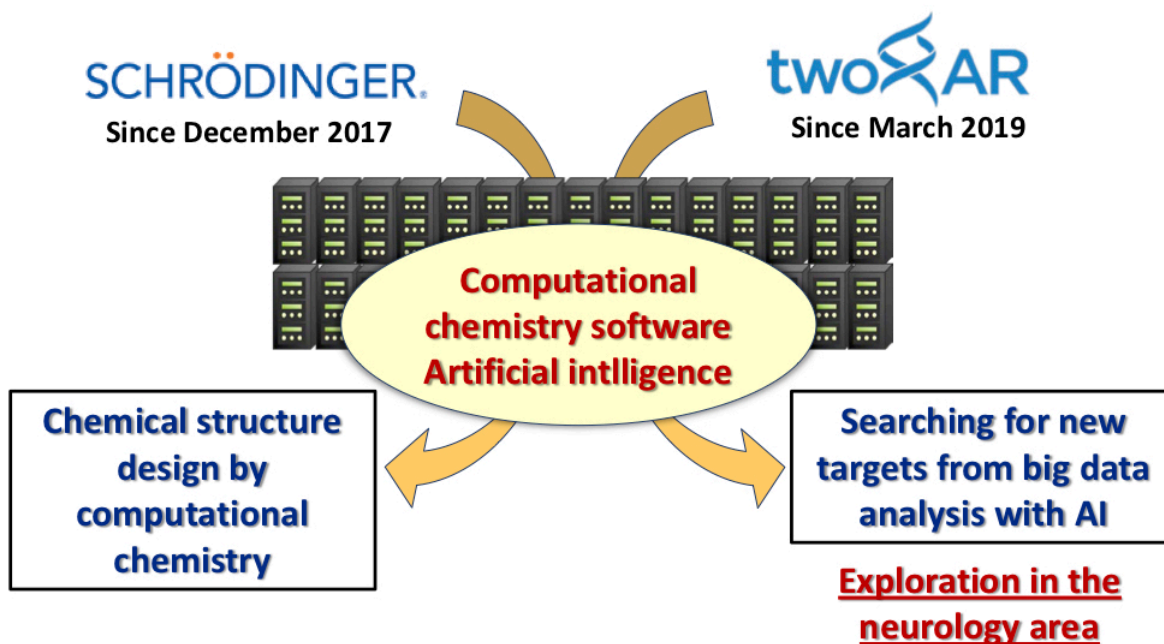 SCHRÖDINGER®
Since December 2017
twoXAR
Since March 2019
Computational
chemistry software
Artificial intlligence
Chemical structure
design by
computational
chemistry
Searching for new
targets from big data
analysis with AI
Exploration in the
neurology area